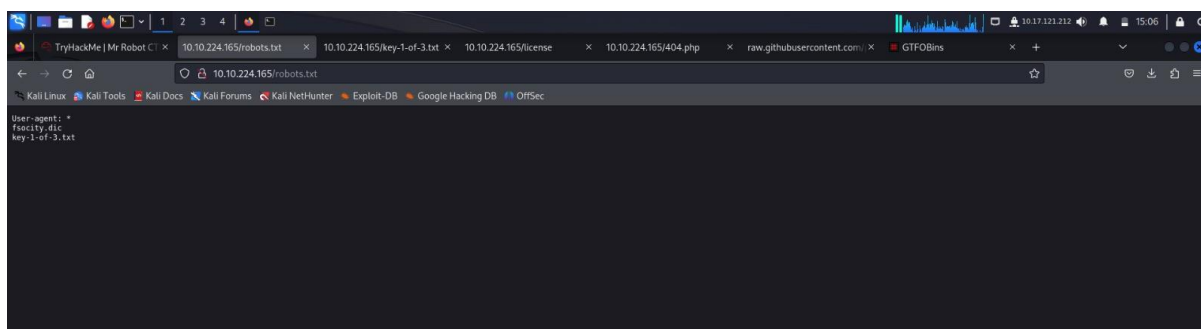 1 2 3 4 10.17.121.212 15:06
TryHackMe | Mr Robot CT 10.10.224.165/robots.txt 10.10.224.165/key-1-of-3.txt 10.10.224.165/license 10.10.224.165/404.php raw.githubusercontent.com/ GTFOBins
10.10.224.165/robots.txt
Kali Linux Kali Tools Kali Docs Kali Forums Kali NetHunter Exploit-DB Google Hacking DB OffSec
User-agent: *
fsocity.dic
key-1-of-3.txt